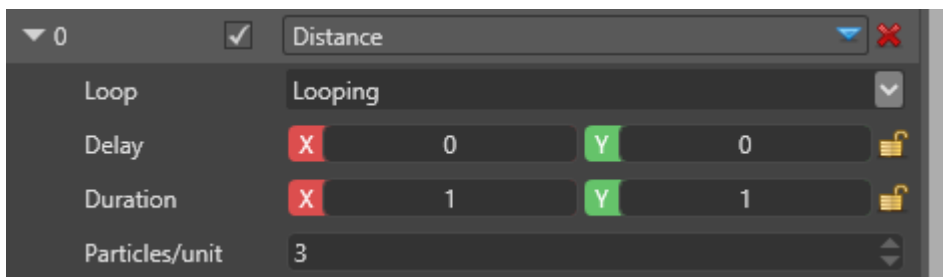 0 Distance
Loop Looping
Delay X 0 Y 0
Duration X 1 Y 1
Particles/unit 3